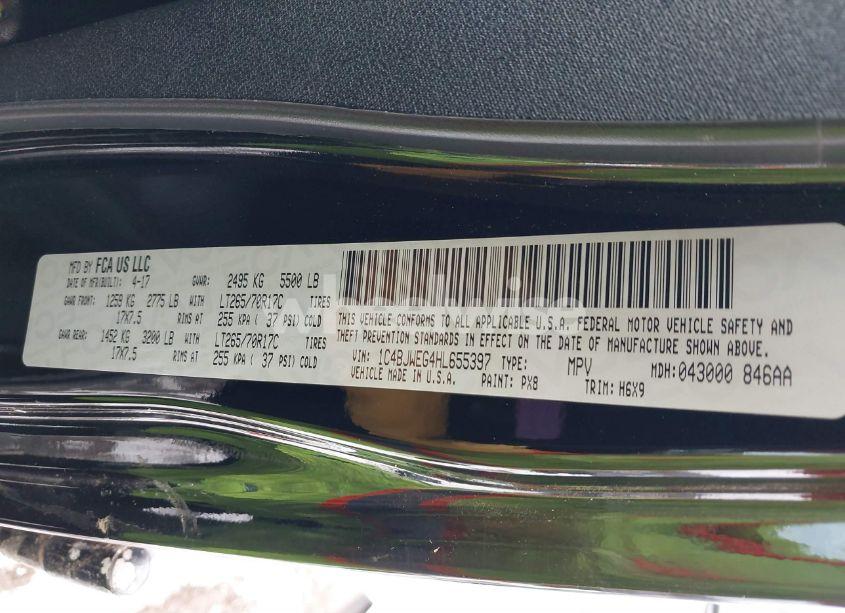 MFD BY FCA US LLC
DATE OF MFR(BUILT): 4-17 GVWR: 2495 KG 5500 LB
GAWR FRONT: 1259 KG 2775 LB WITH LT265/70R17C TIRES
17X7.5 RIMS AT 255 KPA ( 37 PSI) COLD
GAWR REAR: 1452 KG 3200 LB WITH LT265/70R17C TIRES
17X7.5 RIMS AT 255 KPA ( 37 PSI) COLD
THIS VEHICLE CONFORMS TO ALL APPLICABLE U.S.A. FEDERAL MOTOR VEHICLE SAFETY AND
THEFT PREVENTION STANDARDS IN EFFECT ON THE DATE OF MANUFACTURE SHOWN ABOVE.
VIN: 1C4BJWEG4HL655397 TYPE: MPV MDH:043000 846AA
VEHICLE MADE IN U.S.A. PAINT: PX8 TRIM: H6X9